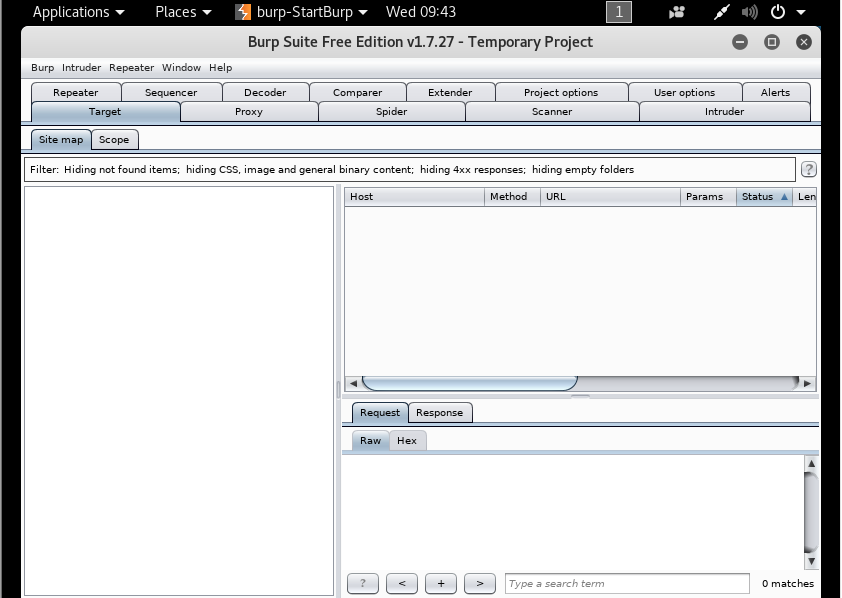 Applications Places burp-StartBurp Wed 09:43 1
Burp Suite Free Edition v1.7.27 - Temporary Project
Burp Intruder Repeater Window Help
Repeater Sequencer Decoder Comparer Extender Project options User options Alerts
Target Proxy Spider Scanner Intruder
Site map Scope
Filter: Hiding not found items; hiding CSS, image and general binary content; hiding 4xx responses; hiding empty folders ?
Host Method URL Params Status Len
Request Response
Raw Hex
? < + > Type a search term 0 matches